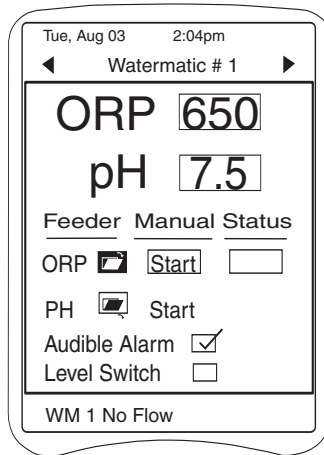 Tue, Aug 03 2:04pm
Watermatic # 1
ORP 650
pH 7.5
Feeder Manual Status
ORP Start
PH Start
Audible Alarm
Level Switch
WM 1 No Flow